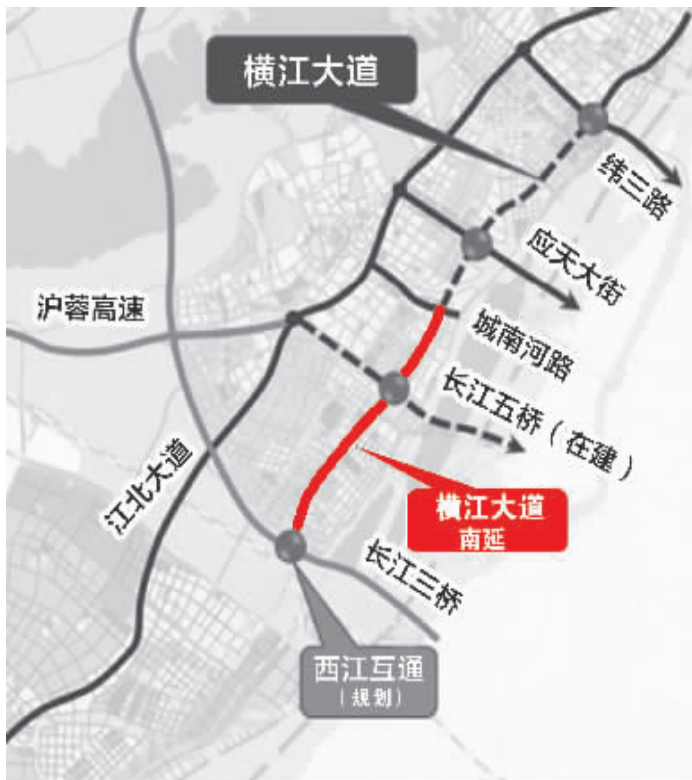 横江大道
纬三路
应天大街
沪蓉高速
城南河路
长江五桥(在建)
江北大道
横江大道
南延
长江三桥
西江互通
(规划)